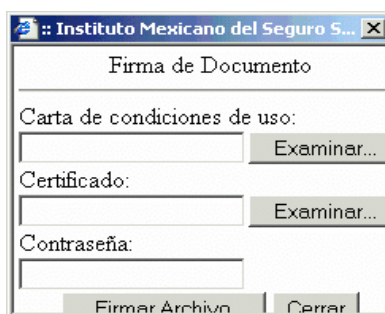 :: Instituto Mexicano del Seguro S...
Firma de Documento
Carta de condiciones de uso:
Examinar...
Certificado:
Examinar...
Contraseña:
Firmar Archivo Cerrar